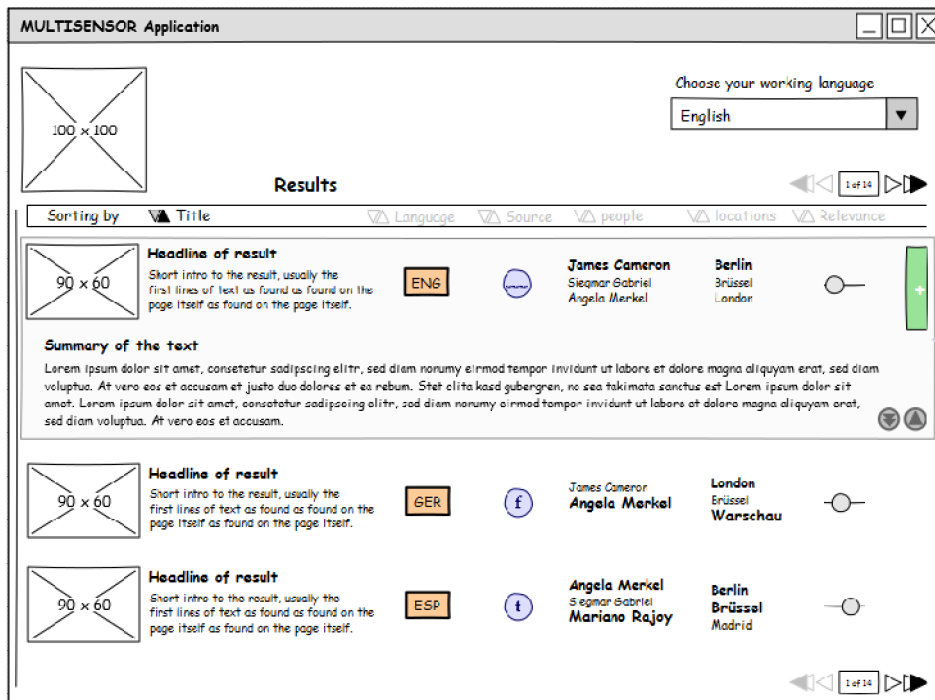 MULTISENSOR Application
100 x 100
Choose your working language
English
Results
1 of 14
Sorting by Title Language Source people locations Relevance
90 x 60
Headline of result
Short intro to the result, usually the
first lines of text as found as found on the
page itself as found on the page itself.
ENG
James Cameron
Siegmar Gabriel
Angela Merkel
Berlin
Brüssel
London
+
Summary of the text
Lorem ipsum dolor sit amet, consetetur sadipscing elitr, sed diam nonumy eirmod tempor invidunt ut labore et dolore magna aliquyam erat, sed diam
voluptua. At vero eos et accusam et justo duo dolores et ea rebum. Stet clita kasd gubergren, no sea takimata sanctus est Lorem ipsum dolor sit
amet. Lorem ipsum dolor sit amet, consetetur sadipscing elitr, sed diam nonumy eirmod tempor invidunt ut labore et dolore magna aliquyam erat,
sed diam voluptua. At vero eos et accusam.
90 x 60
Headline of result
Short intro to the result, usually the
first lines of text as found as found on the
page itself as found on the page itself.
GER
f
James Cameron
Angela Merkel
London
Brüssel
Warschau
90 x 60
Headline of result
Short intro to the result, usually the
first lines of text as found as found on the
page itself as found on the page itself.
ESP
t
Angela Merkel
Siegmar Gabriel
Mariano Rajoy
Berlin
Brüssel
Madrid
1 of 14